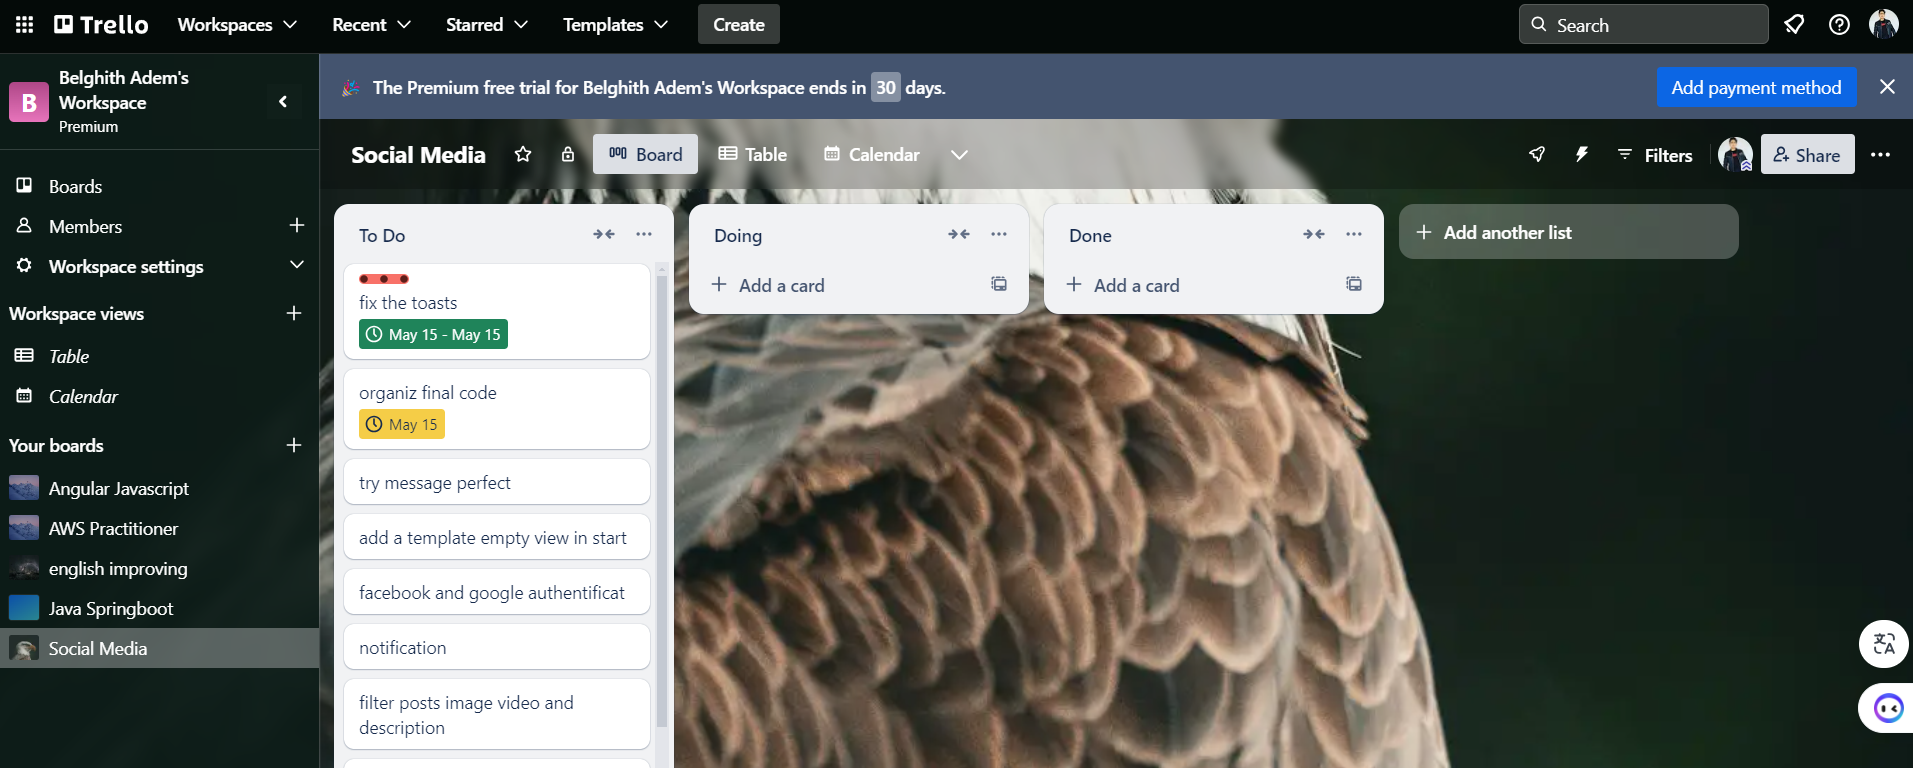 Trello
Workspaces
Recent
Starred
Templates
Create
Search
B
Belghith Adem's
Workspace
Premium
The Premium free trial for Belghith Adem's Workspace ends in 30 days.
Add payment method
Boards
Members
Workspace settings
Workspace views
Table
Calendar
Your boards
Angular Javascript
AWS Practitioner
english improving
Java Springboot
Social Media
Social Media
Board
Table
Calendar
Filters
Share
To Do
fix the toasts
May 15 - May 15
organiz final code
May 15
try message perfect
add a template empty view in start
facebook and google authentificat
notification
filter posts image video and
description
Doing
Add a card
Done
Add a card
Add another list